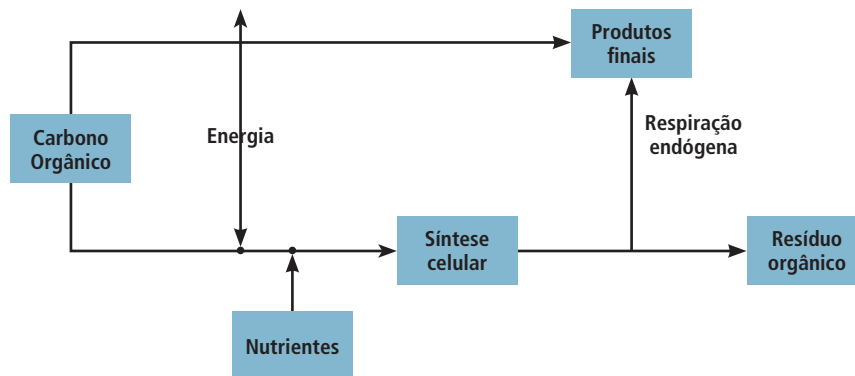 Produtos
finais
Carbono
Orgânico
Energia
Respiração
endógena
Síntese
celular
Resíduo
orgânico
Nutrientes